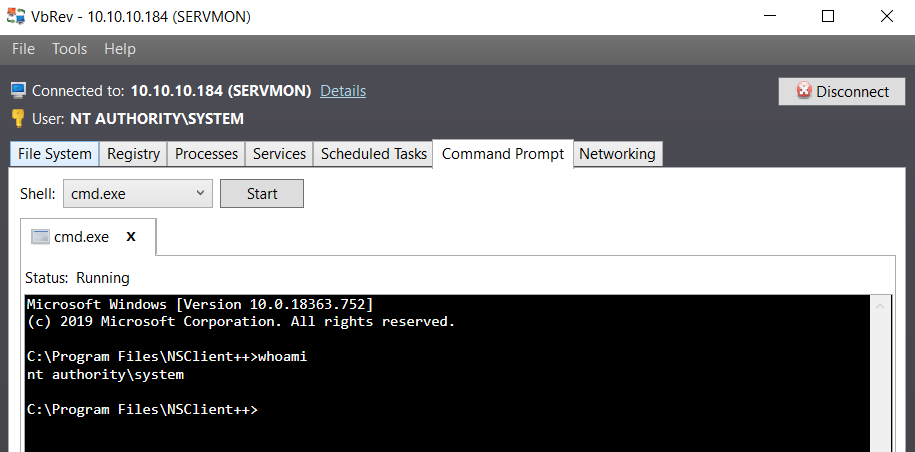 VbRev - 10.10.10.184 (SERVMON)
File Tools Help
Connected to: 10.10.10.184 (SERVMON) Details
Disconnect
User: NT AUTHORITY\SYSTEM
File System Registry Processes Services Scheduled Tasks Command Prompt Networking
Shell: cmd.exe Start
cmd.exe X
Status: Running
Microsoft Windows [Version 10.0.18363.752]
(c) 2019 Microsoft Corporation. All rights reserved.
C:\Program Files\NSClient++>whoami
nt authority\system
C:\Program Files\NSClient++>